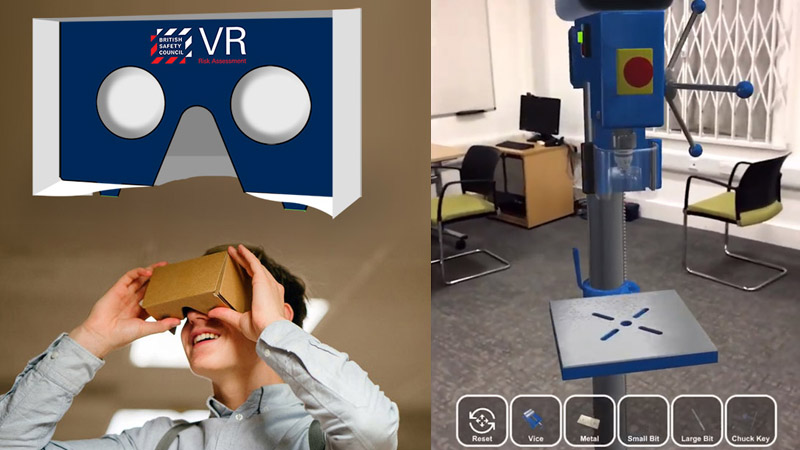 BRITISH
SAFETY
COUNCIL
VR
Risk Assessment
Reset
Vice
Metal
Small Bit
Large Bit
Chuck Key